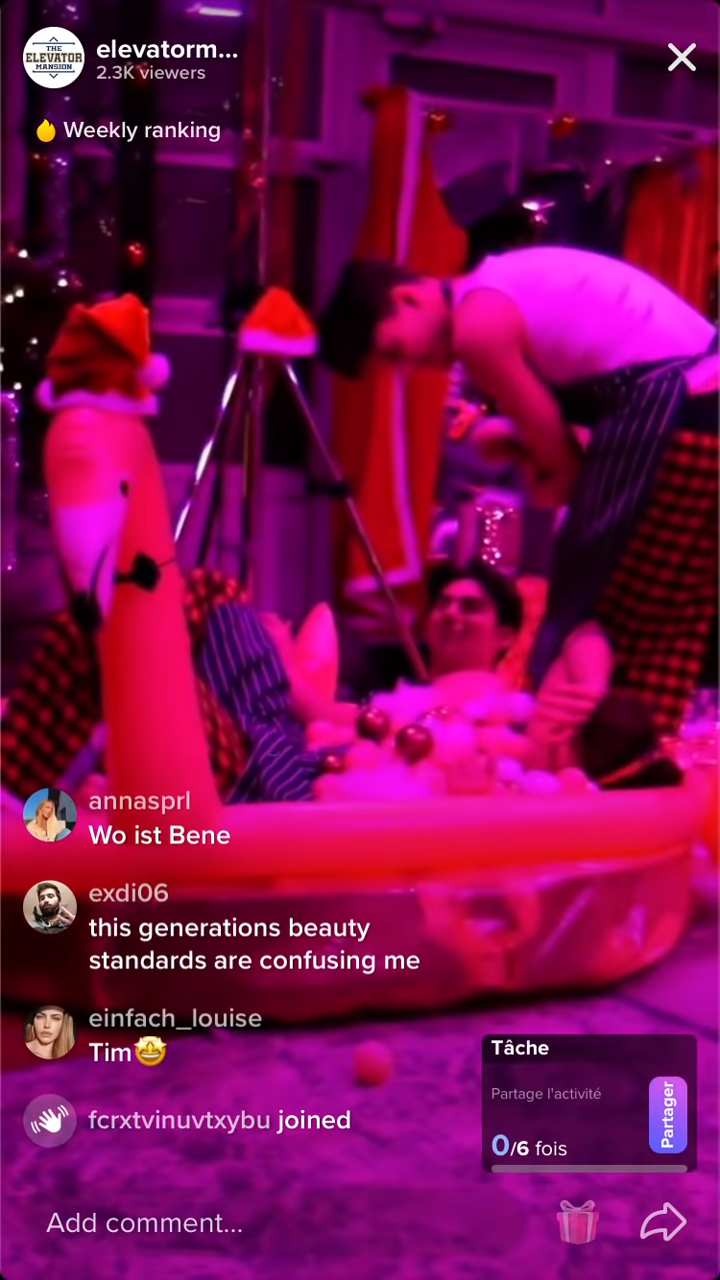 THE
ELEVATOR
MANSION
elevatorm...
2.3K viewers
Weekly ranking
annasprl
Wo ist Bene
exdi06
this generations beauty
standards are confusing me
einfach_louise
Tim🤩
fcrxtvinuvtxybu joined
Tâche
Partage l'activité
Partager
0/6 fois
Add comment...